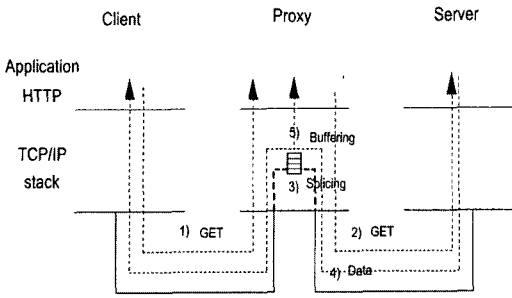 Client Proxy Server
Application
HTTP
5) Buffering
TCP/IP
stack
3) Splicing
1) GET
2) GET
4) Data